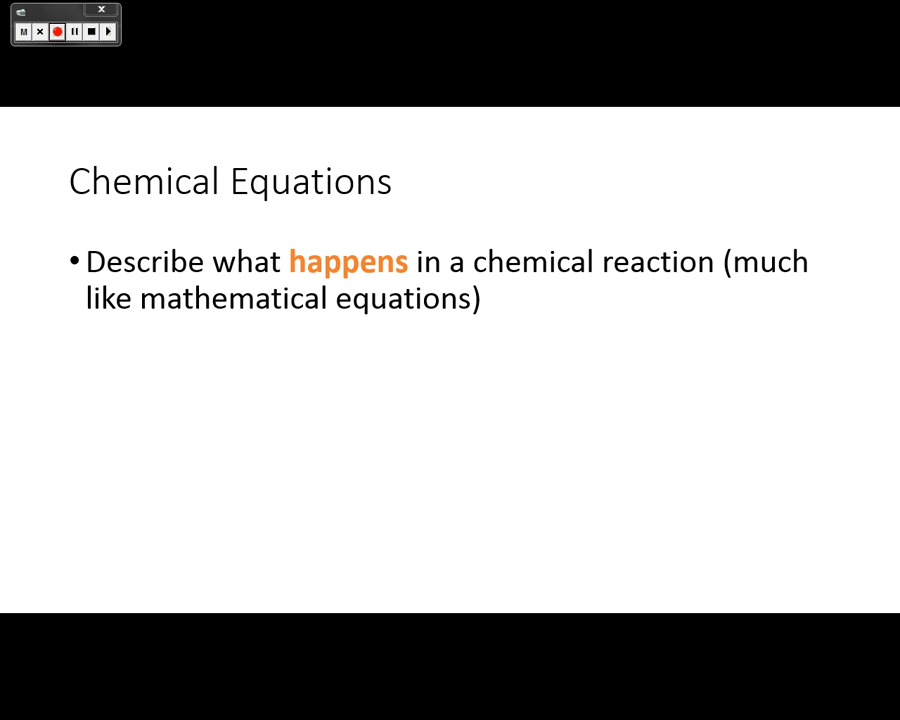 M
Chemical Equations
• Describe what happens in a chemical reaction (much
like mathematical equations)